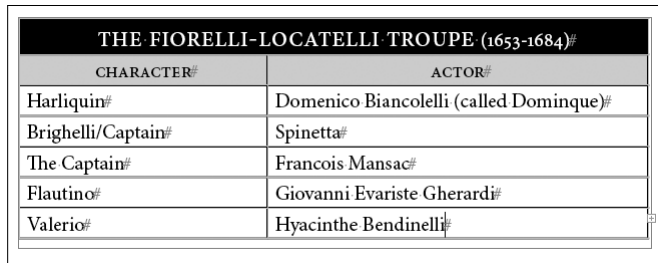 THE FIORELLI-LOCATELLI TROUPE (1653-1684)#
CHARACTER# ACTOR#
Harliquin# Domenico Biancolelli (called Dominque)#
Brighelli/Captain# Spinetta#
The Captain# Francois Mansac#
Flautino# Giovanni Evariste Gherardi#
Valerio# Hyacinthe Bendinelli#